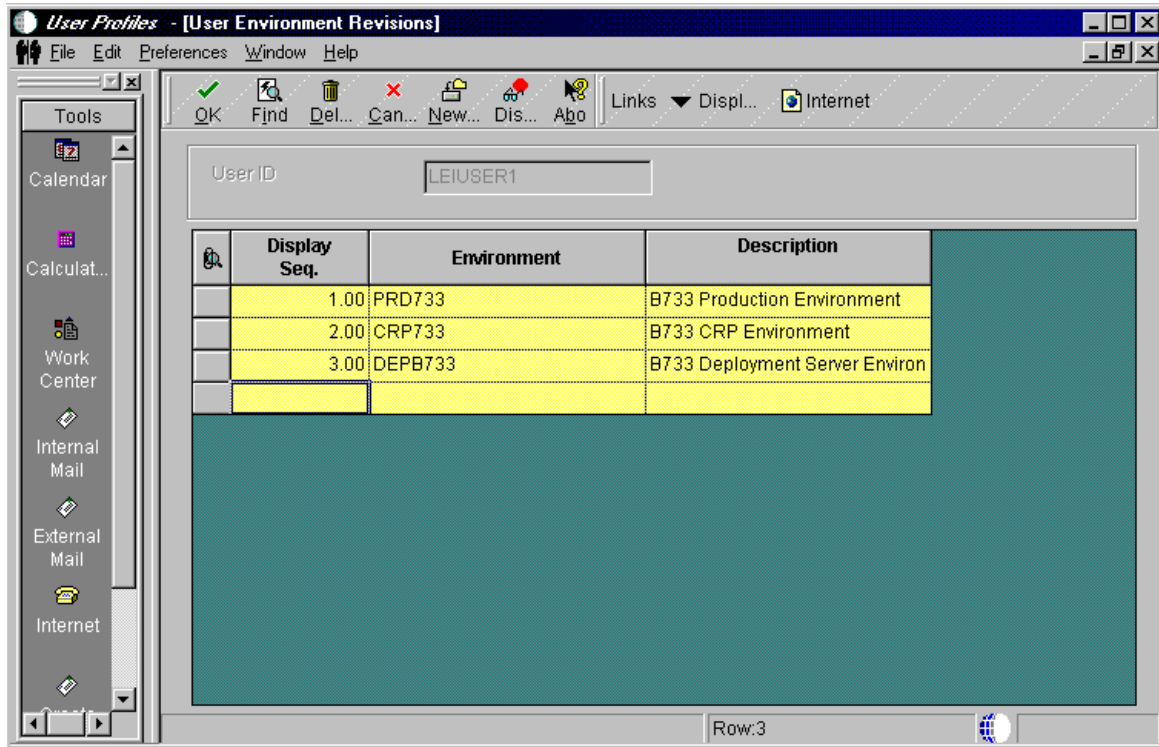 User Profiles - [User Environment Revisions]
File Edit Preferences Window Help
OK Find Del... Can... New... Dis... Abo Links Displ... Internet
Tools
Calendar
Calculat...
Work
Center
Internal
Mail
External
Mail
Internet
User ID LEIUSER1
Display
Seq. Environment Description
1.00 PRD733 B733 Production Environment
2.00 CRP733 B733 CRP Environment
3.00 DEPB733 B733 Deployment Server Environ
Row:3